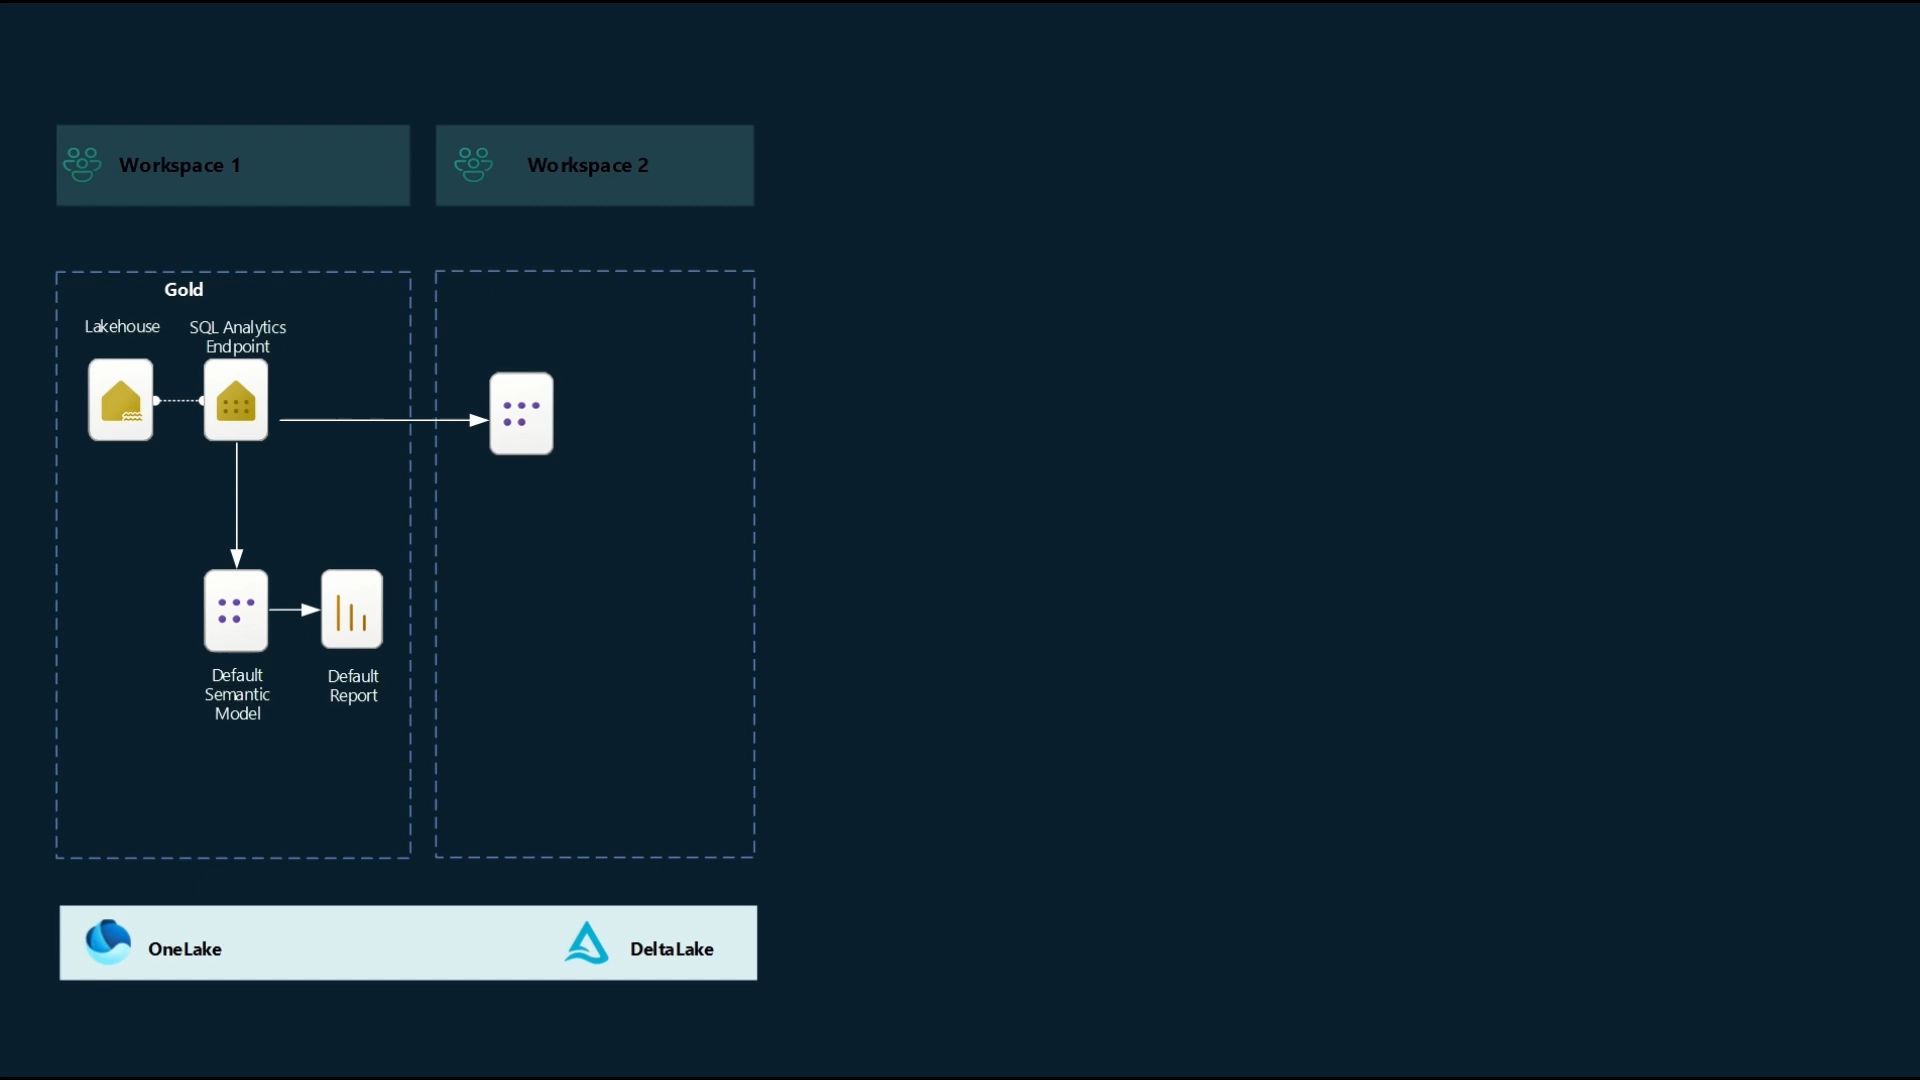 Workspace 1
Workspace 2
Gold
Lakehouse
SQL Analytics
Endpoint
Default
Semantic
Model
Default
Report
OneLake
DeltaLake